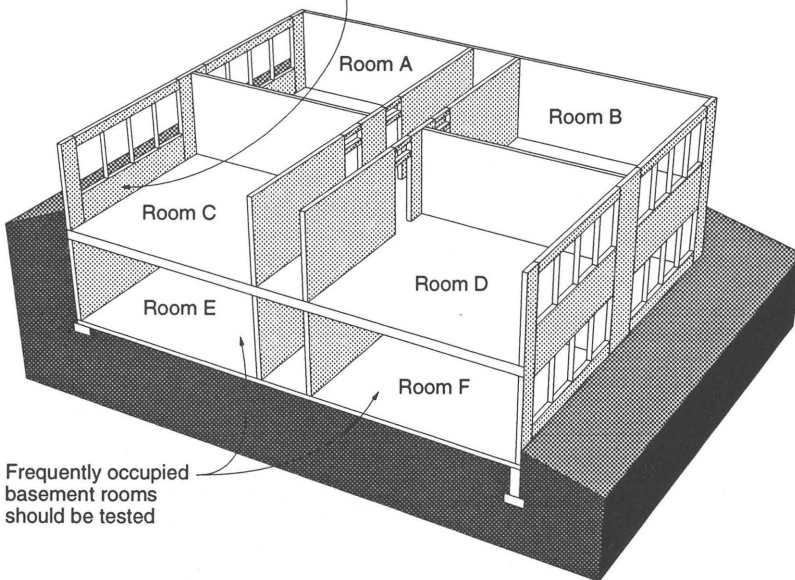 Room A
Room B
Room C
Room D
Room E
Room F
Frequently occupied
basement rooms
should be tested